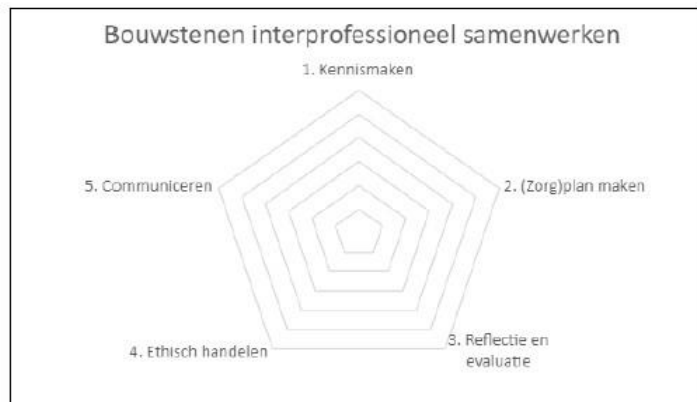 Bouwstenen interprofessioneel samenwerken
1. Kennismaken
5. Communiceren
2. (Zorg)plan maken
4. Ethisch handelen
3. Reflectie en
evaluatie